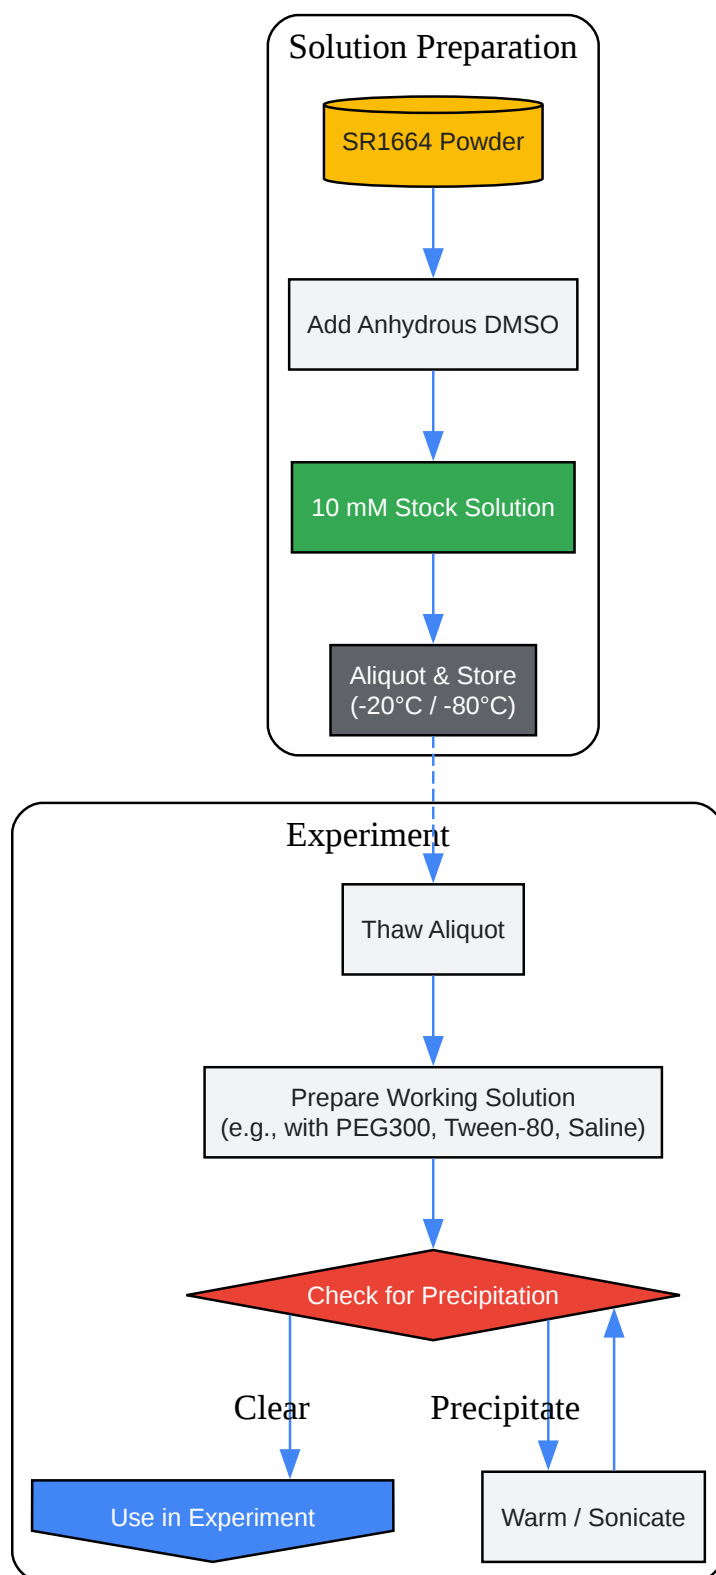 Solution Preparation
SR1664 Powder
Add Anhydrous DMSO
10 mM Stock Solution
Aliquot & Store
(-20°C / -80°C)
Experiment
Thaw Aliquot
Prepare Working Solution
(e.g., with PEG300, Tween-80, Saline)
Check for Precipitation
Clear
Precipitate
Use in Experiment
Warm / Sonicate